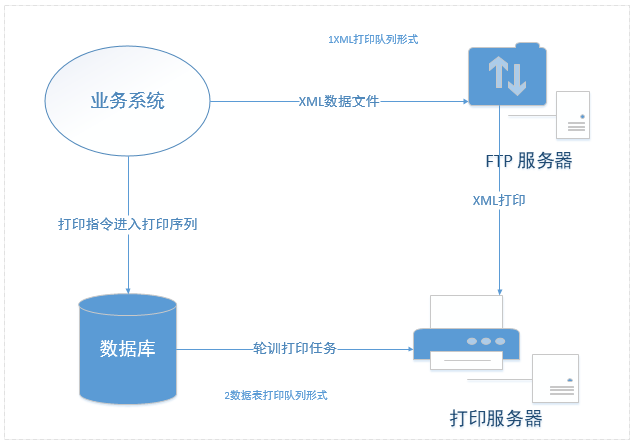 1XML打印队列形式
业务系统
XML数据文件
FTP 服务器
XML打印
打印指令进入打印序列
数据库
轮训打印任务
2数据表打印队列形式
打印服务器